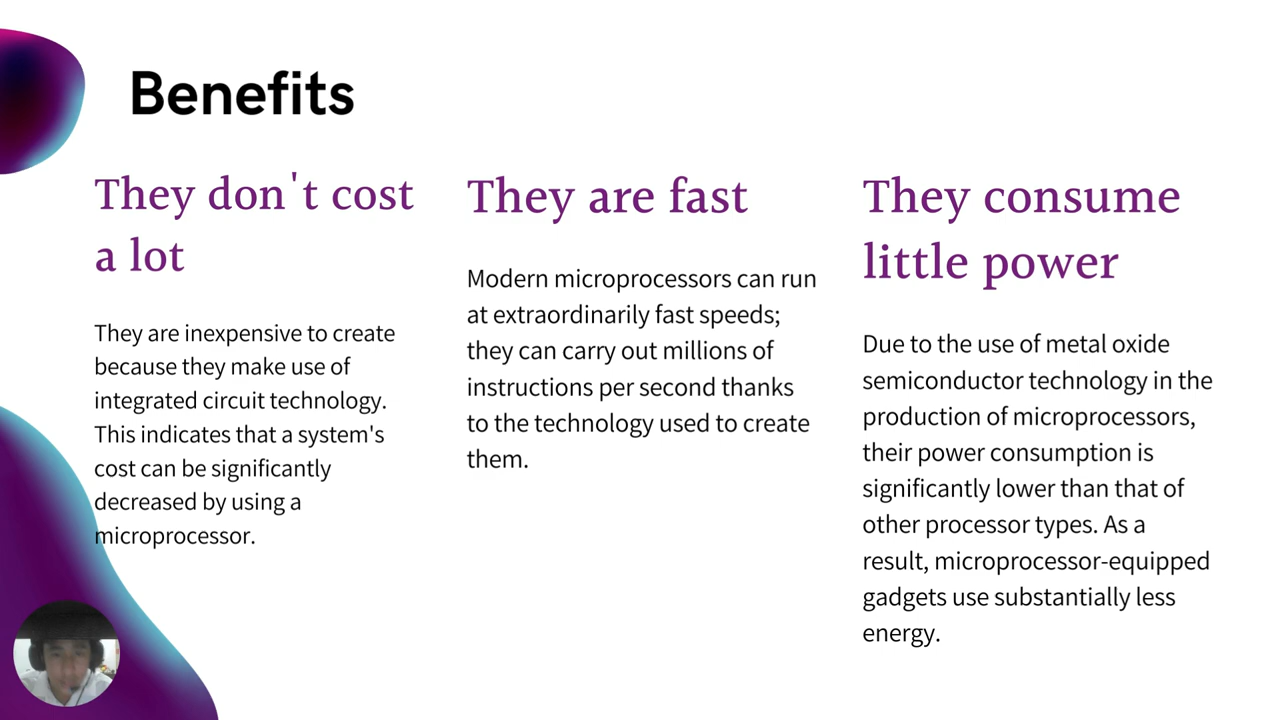 Benefits
They don't cost
a lot
They are inexpensive to create
because they make use of
integrated circuit technology.
This indicates that a system's
cost can be significantly
decreased by using a
microprocessor.
They are fast
Modern microprocessors can run
at extraordinarily fast speeds;
they can carry out millions of
instructions per second thanks
to the technology used to create
them.
They consume
little power
Due to the use of metal oxide
semiconductor technology in the
production of microprocessors,
their power consumption is
significantly lower than that of
other processor types. As a
result, microprocessor-equipped
gadgets use substantially less
energy.